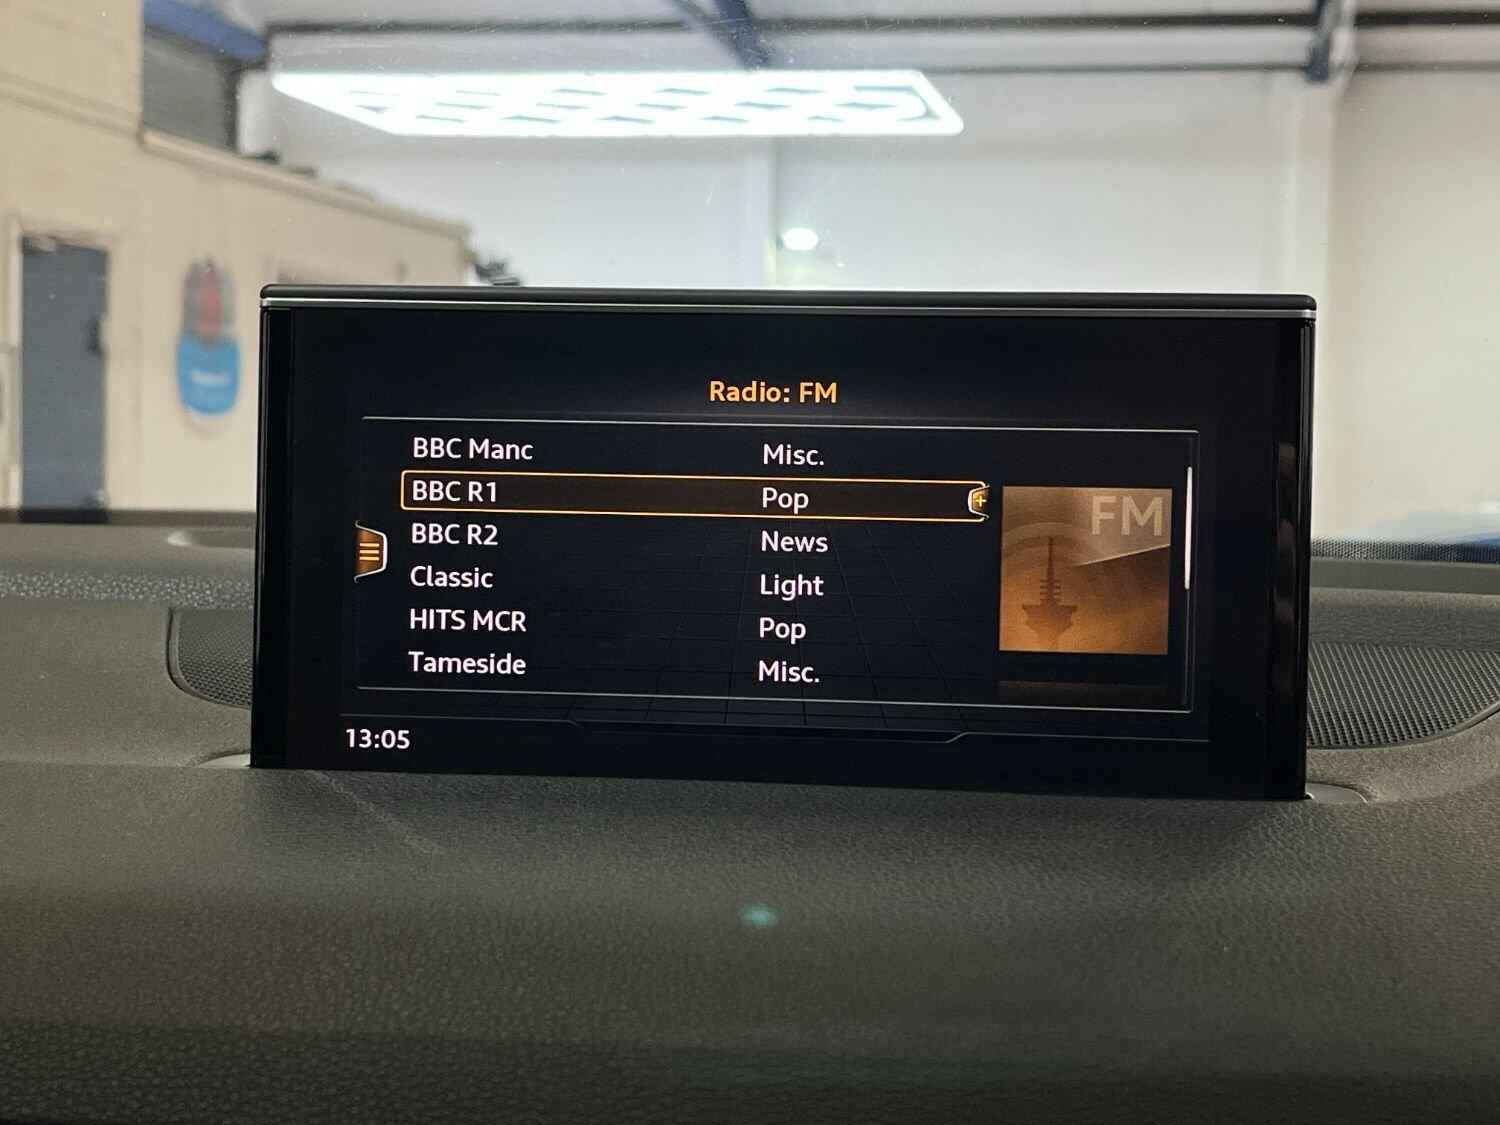 Radio: FM
BBC Manc Misc.
BBC R1 Pop
BBC R2 News
Classic Light
HITS MCR Pop
Tameside Misc.
FM
13:05